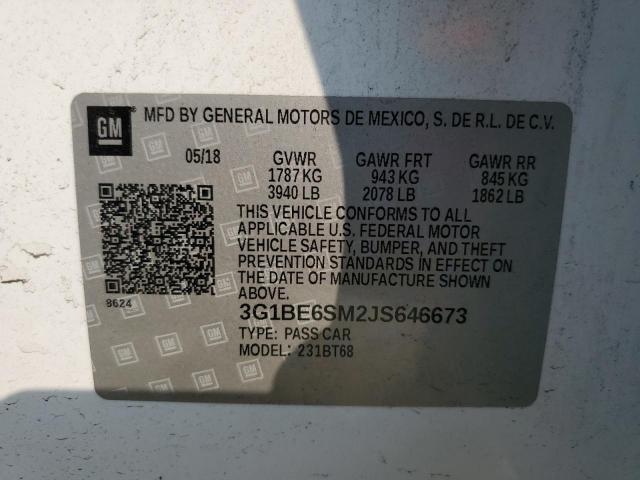 GM MFD BY GENERAL MOTORS DE MEXICO, S. DE R.L. DE C.V.
05/18 GVWR GAWR FRT GAWR RR
1787 KG 943 KG 845 KG
3940 LB 2078 LB 1862 LB
THIS VEHICLE CONFORMS TO ALL
APPLICABLE U.S. FEDERAL MOTOR
VEHICLE SAFETY, BUMPER, AND THEFT
PREVENTION STANDARDS IN EFFECT ON
THE DATE OF MANUFACTURE SHOWN
ABOVE.
8624
3G1BE6SM2JS646673
TYPE: PASS CAR
MODEL: 231BT68